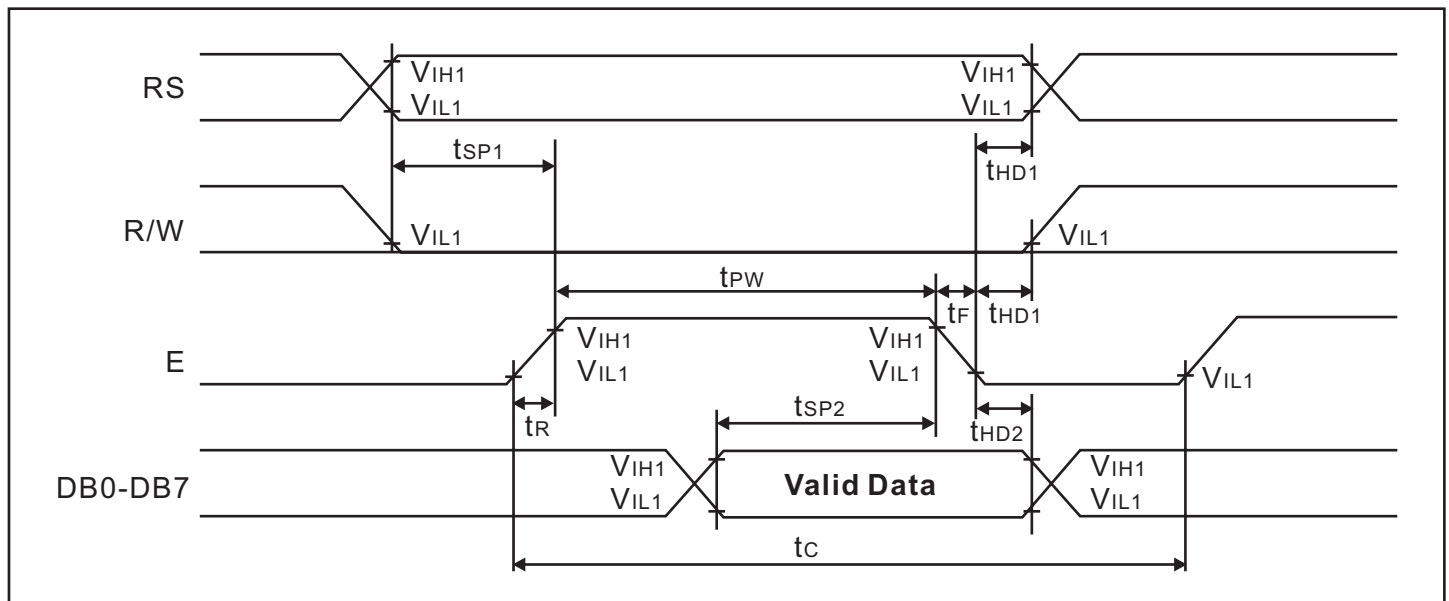 RS
VIH1
VIL1
VIH1
VIL1
tSP1
tHD1
R/W
VIL1
VIL1
tPW
tF
tHD1
E
VIH1
VIL1
VIH1
VIL1
VIL1
tR
tSP2
tHD2
DB0-DB7
VIH1
VIL1
Valid Data
VIH1
VIL1
tC